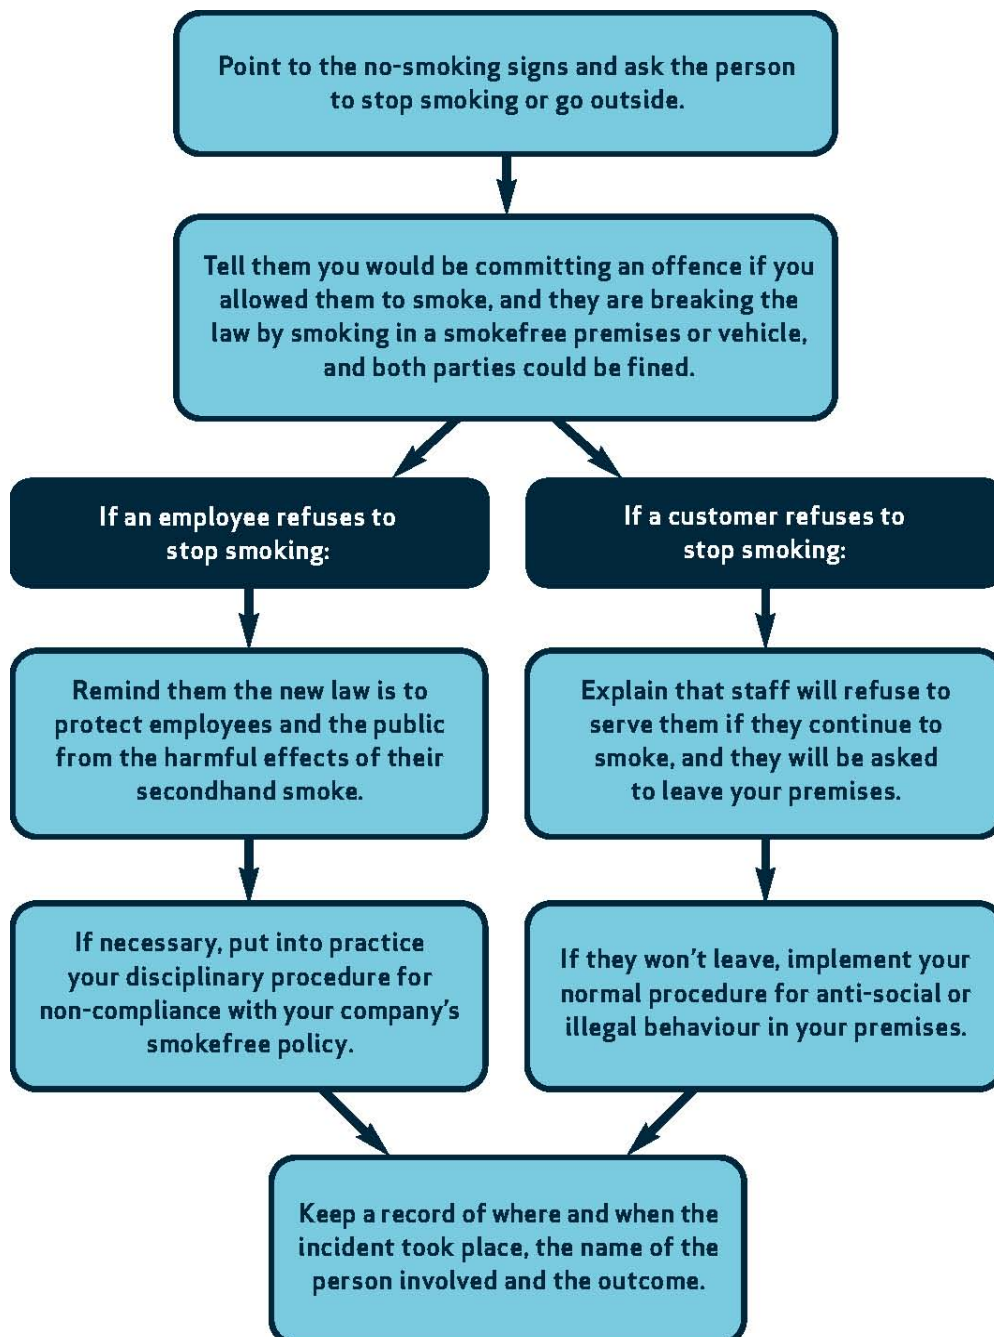 Point to the no-smoking signs and ask the person
to stop smoking or go outside.
Tell them you would be committing an offence if you
allowed them to smoke, and they are breaking the
law by smoking in a smokefree premises or vehicle,
and both parties could be fined.
If an employee refuses to
stop smoking:
If a customer refuses to
stop smoking:
Remind them the new law is to
protect employees and the public
from the harmful effects of their
secondhand smoke.
Explain that staff will refuse to
serve them if they continue to
smoke, and they will be asked
to leave your premises.
If necessary, put into practice
your disciplinary procedure for
non-compliance with your company’s
smokefree policy.
If they won’t leave, implement your
normal procedure for anti-social or
illegal behaviour in your premises.
Keep a record of where and when the
incident took place, the name of the
person involved and the outcome.